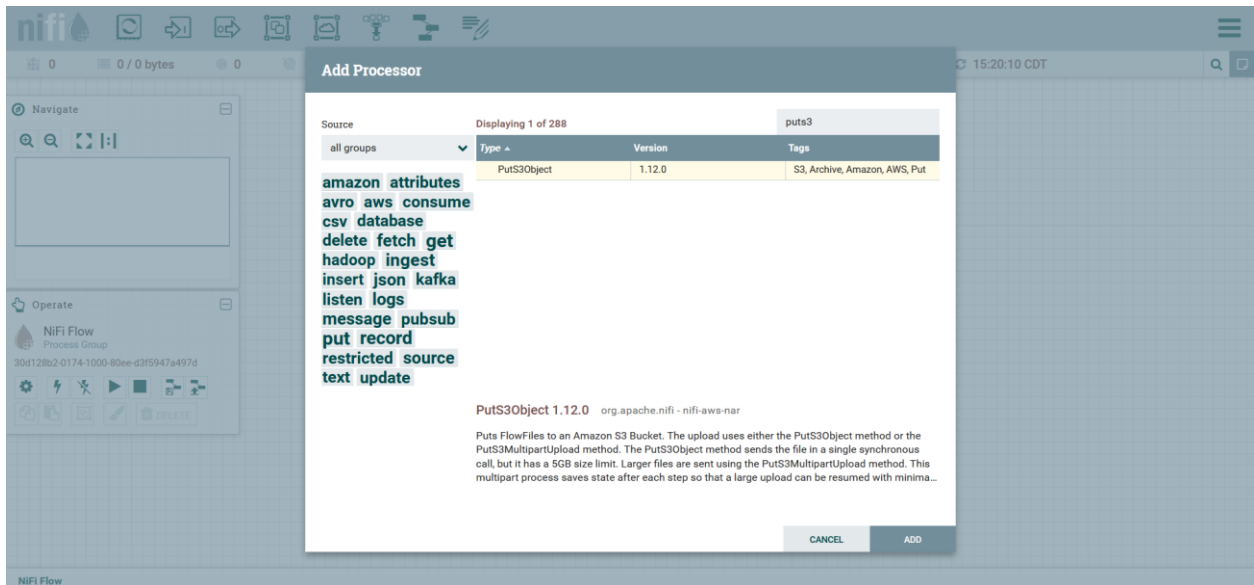 nifi
0 0 / 0 bytes 0 15:20:10 CDT
Navigate
Operate
NiFi Flow
Process Group
30d128b2-0174-1000-80ee-d3f5947a497d
DELETE
Add Processor
Source
all groups
amazon attributes
avro aws consume
csv database
delete fetch get
hadoop ingest
insert json kafka
listen logs
message pubsub
put record
restricted source
text update
Displaying 1 of 288 puts3
Type Version Tags
PutS3Object 1.12.0 S3, Archive, Amazon, AWS, Put
PutS3Object 1.12.0 org.apache.nifi - nifi-aws-nar
Puts FlowFiles to an Amazon S3 Bucket. The upload uses either the PutS3Object method or the
PutS3MultipartUpload method. The PutS3Object method sends the file in a single synchronous
call, but it has a 5GB size limit. Larger files are sent using the PutS3MultipartUpload method. This
multipart process saves state after each step so that a large upload can be resumed with minima...
CANCEL ADD
NiFi Flow